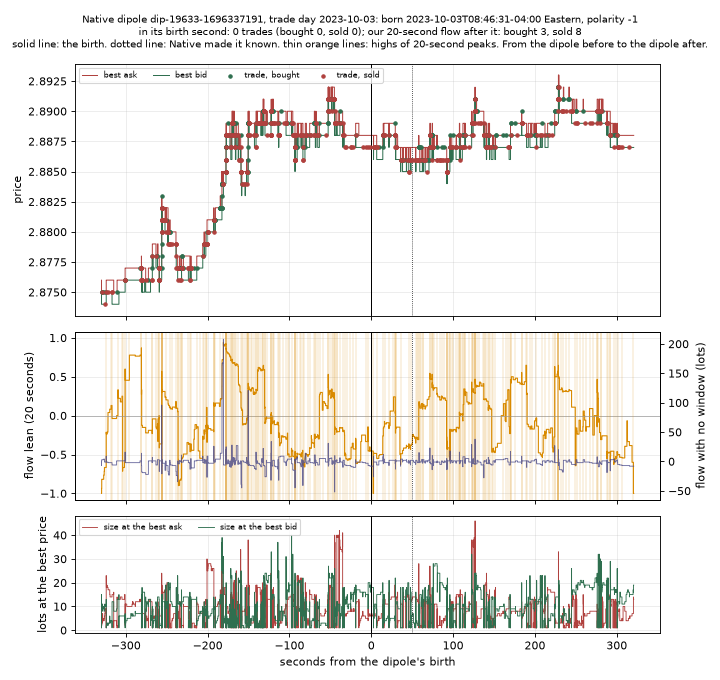 Native dipole dip-19633-1696337191, trade day 2023-10-03: born 2023-10-03T08:46:31-04:00 Eastern, polarity -1
in its birth second: 0 trades (bought 0, sold 0); our 20-second flow after it: bought 3, sold 8
solid line: the birth. dotted line: Native made it known. thin orange lines: highs of 20-second peaks. From the dipole before to the dipole after.
best ask best bid trade, bought trade, sold
price
2.8925
2.8900
2.8875
2.8850
2.8825
2.8800
2.8775
2.8750
flow lean (20 seconds)
1.0
0.5
0.0
−0.5
−1.0
200
150
100
50
0
−50
flow with no window (lots)
size at the best ask size at the best bid
lots at the best price
40
30
20
10
0
−300 −200 −100 0 100 200 300
seconds from the dipole's birth